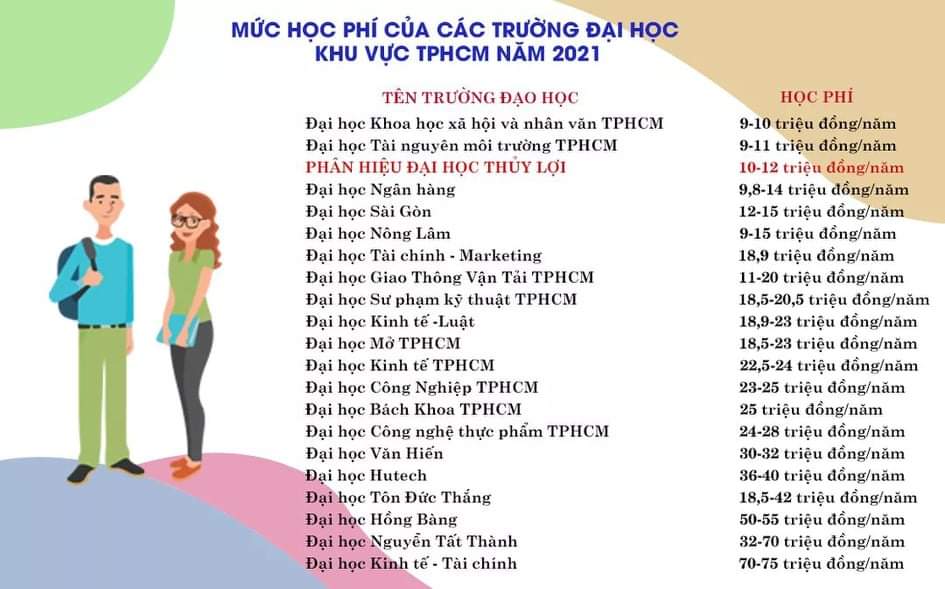 MỨC HỌC PHÍ CỦA CÁC TRƯỜNG ĐẠI HỌC
KHU VỰC TPHCM NĂM 2021
TÊN TRƯỜNG ĐẠO HỌC HỌC PHÍ
Đại học Khoa học xã hội và nhân văn TPHCM 9-10 triệu đồng/năm
Đại học Tài nguyên môi trường TPHCM 9-11 triệu đồng/năm
PHÂN HIỆU ĐẠI HỌC THỦY LỢI 10-12 triệu đồng/năm
Đại học Ngân hàng 9,8-14 triệu đồng/năm
Đại học Sài Gòn 12-15 triệu đồng/năm
Đại học Nông Lâm 9-15 triệu đồng/năm
Đại học Tài chính - Marketing 18,9 triệu đồng/năm
Đại học Giao Thông Vận Tải TPHCM 11-20 triệu đồng/năm
Đại học Sư phạm kỹ thuật TPHCM 18,5-20,5 triệu đồng/năm
Đại học Kinh tế -Luật 18,9-23 triệu đồng/năm
Đại học Mở TPHCM 18,5-23 triệu đồng/năm
Đại học Kinh tế TPHCM 22,5-24 triệu đồng/năm
Đại học Công Nghiệp TPHCM 23-25 triệu đồng/năm
Đại học Bách Khoa TPHCM 25 triệu đồng/năm
Đại học Công nghệ thực phẩm TPHCM 24-28 triệu đồng/năm
Đại học Văn Hiến 30-32 triệu đồng/năm
Đại học Hutech 36-40 triệu đồng/năm
Đại học Tôn Đức Thắng 18,5-42 triệu đồng/năm
Đại học Hồng Bàng 50-55 triệu đồng/năm
Đại học Nguyễn Tất Thành 32-70 triệu đồng/năm
Đại học Kinh tế - Tài chính 70-75 triệu đồng/năm